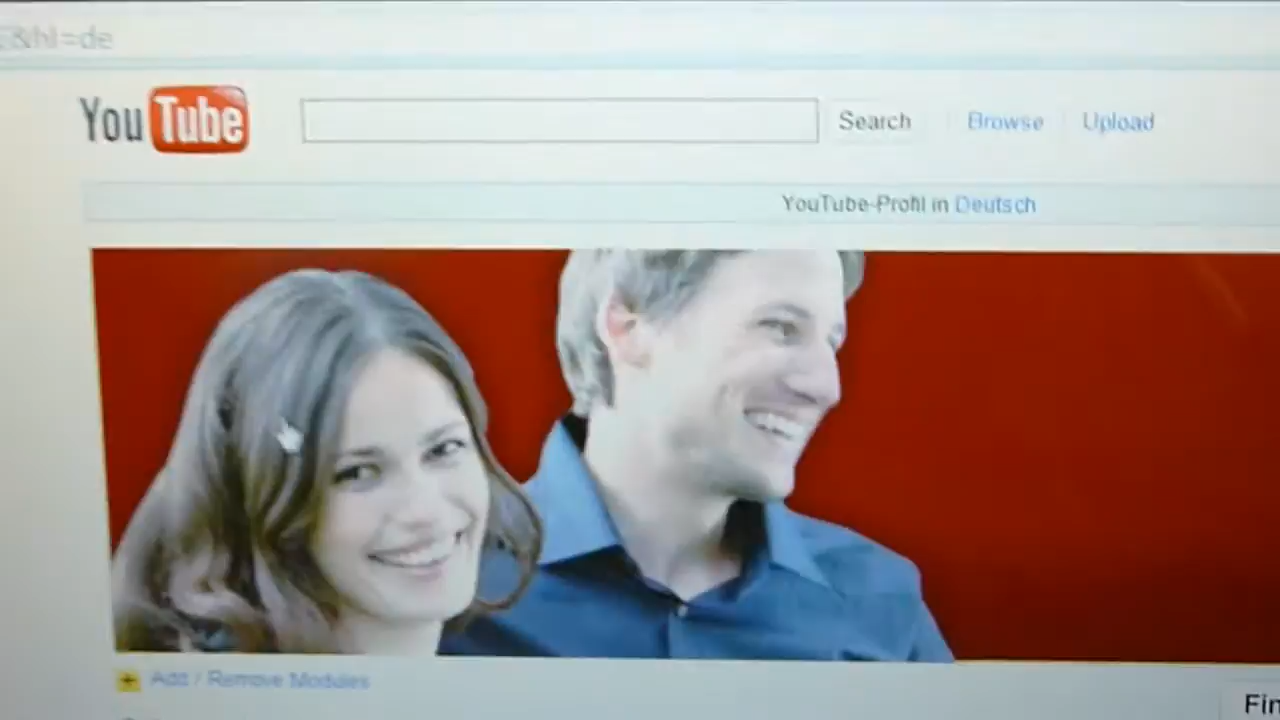 &hl=de
YouTube
Search
Browse
Upload
YouTube-Profil in Deutsch
Add / Remove Modules